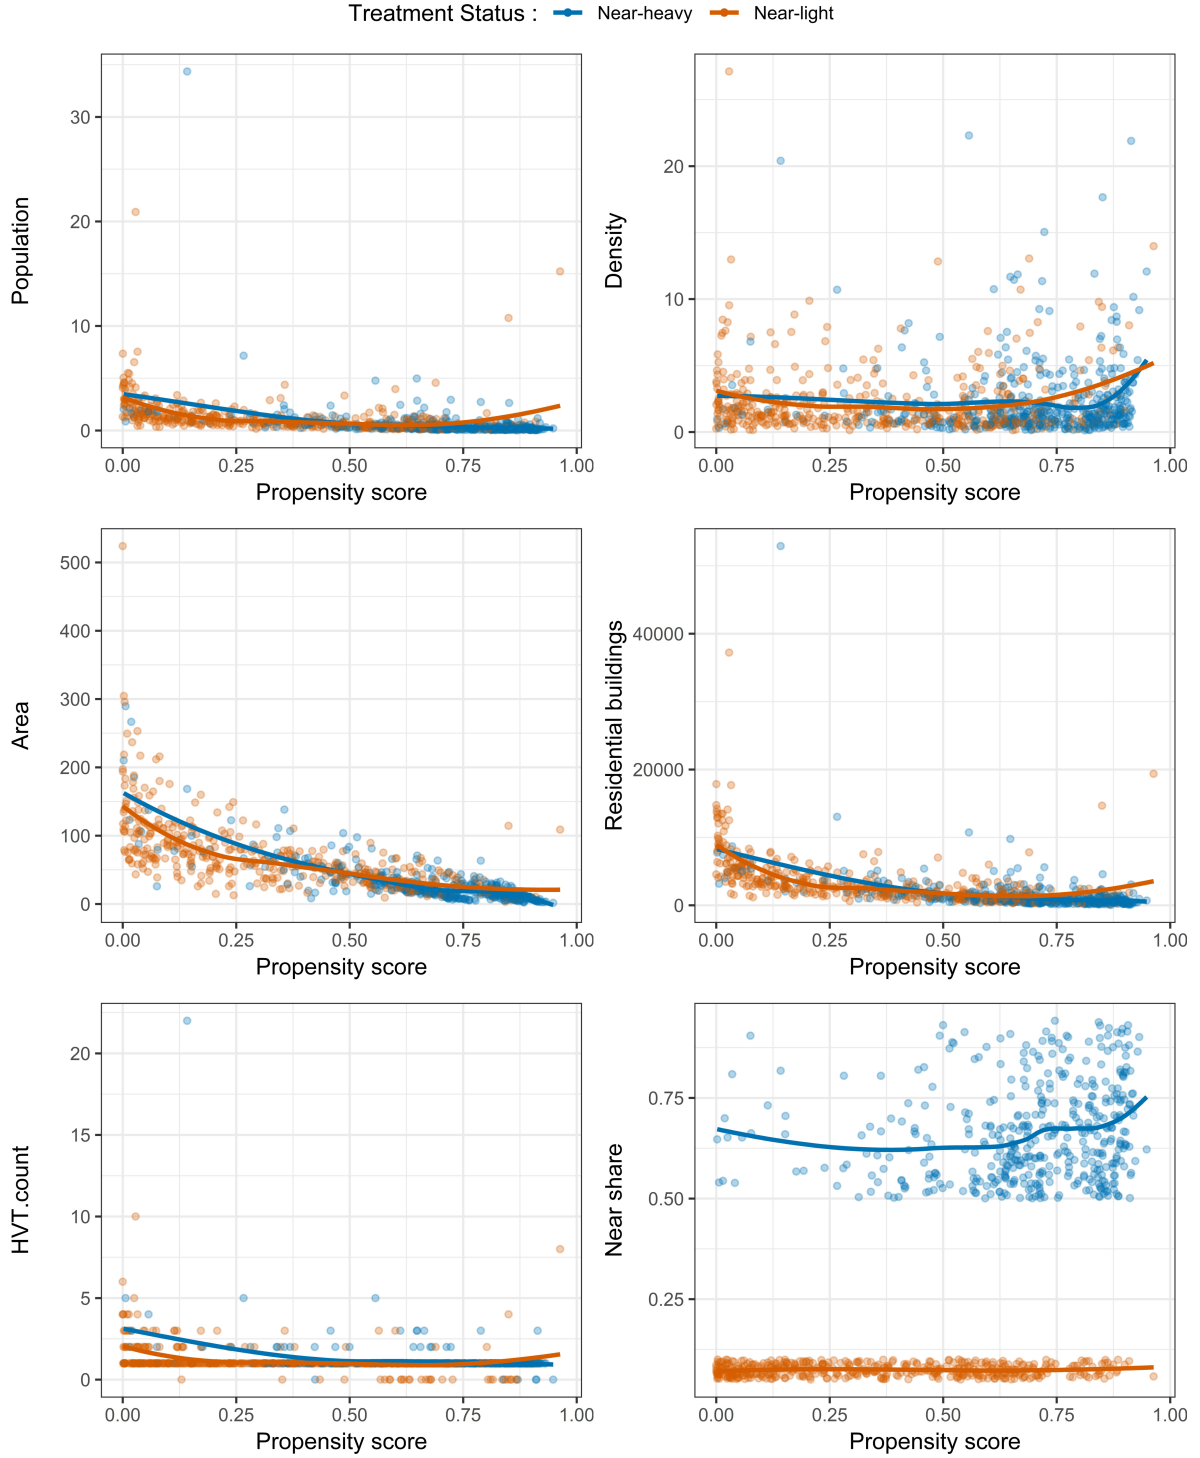 Treatment Status : Near-heavy Near-light
Population
30
20
10
0
0.00 0.25 0.50 0.75 1.00
Propensity score
Density
20
10
0
0.00 0.25 0.50 0.75 1.00
Propensity score
Area
500
400
300
200
100
0
0.00 0.25 0.50 0.75 1.00
Propensity score
Residential buildings
40000
20000
0
0.00 0.25 0.50 0.75 1.00
Propensity score
HVT.count
20
15
10
5
0
0.00 0.25 0.50 0.75 1.00
Propensity score
Near share
0.75
0.50
0.25
0.00 0.25 0.50 0.75 1.00
Propensity score